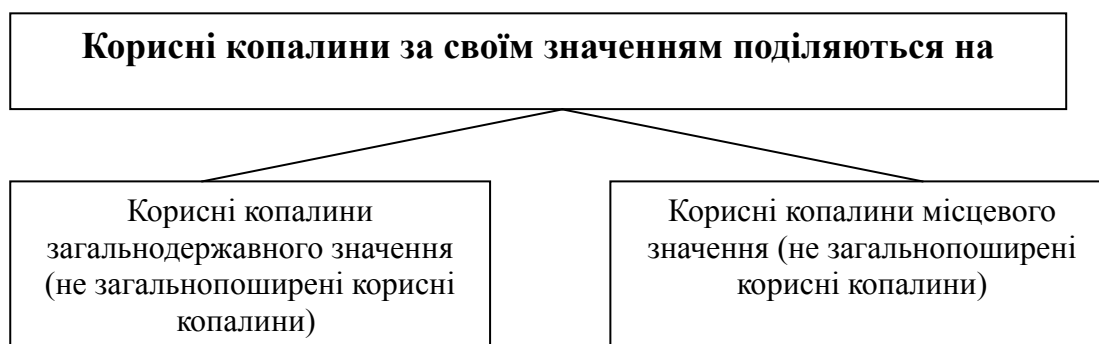 Корисні копалини за своїм значенням поділяються на
Корисні копалини
загальнодержавного значення
(не загальнопоширені корисні
копалини)
Корисні копалини місцевого
значення (не загальнопоширені
корисні копалини)